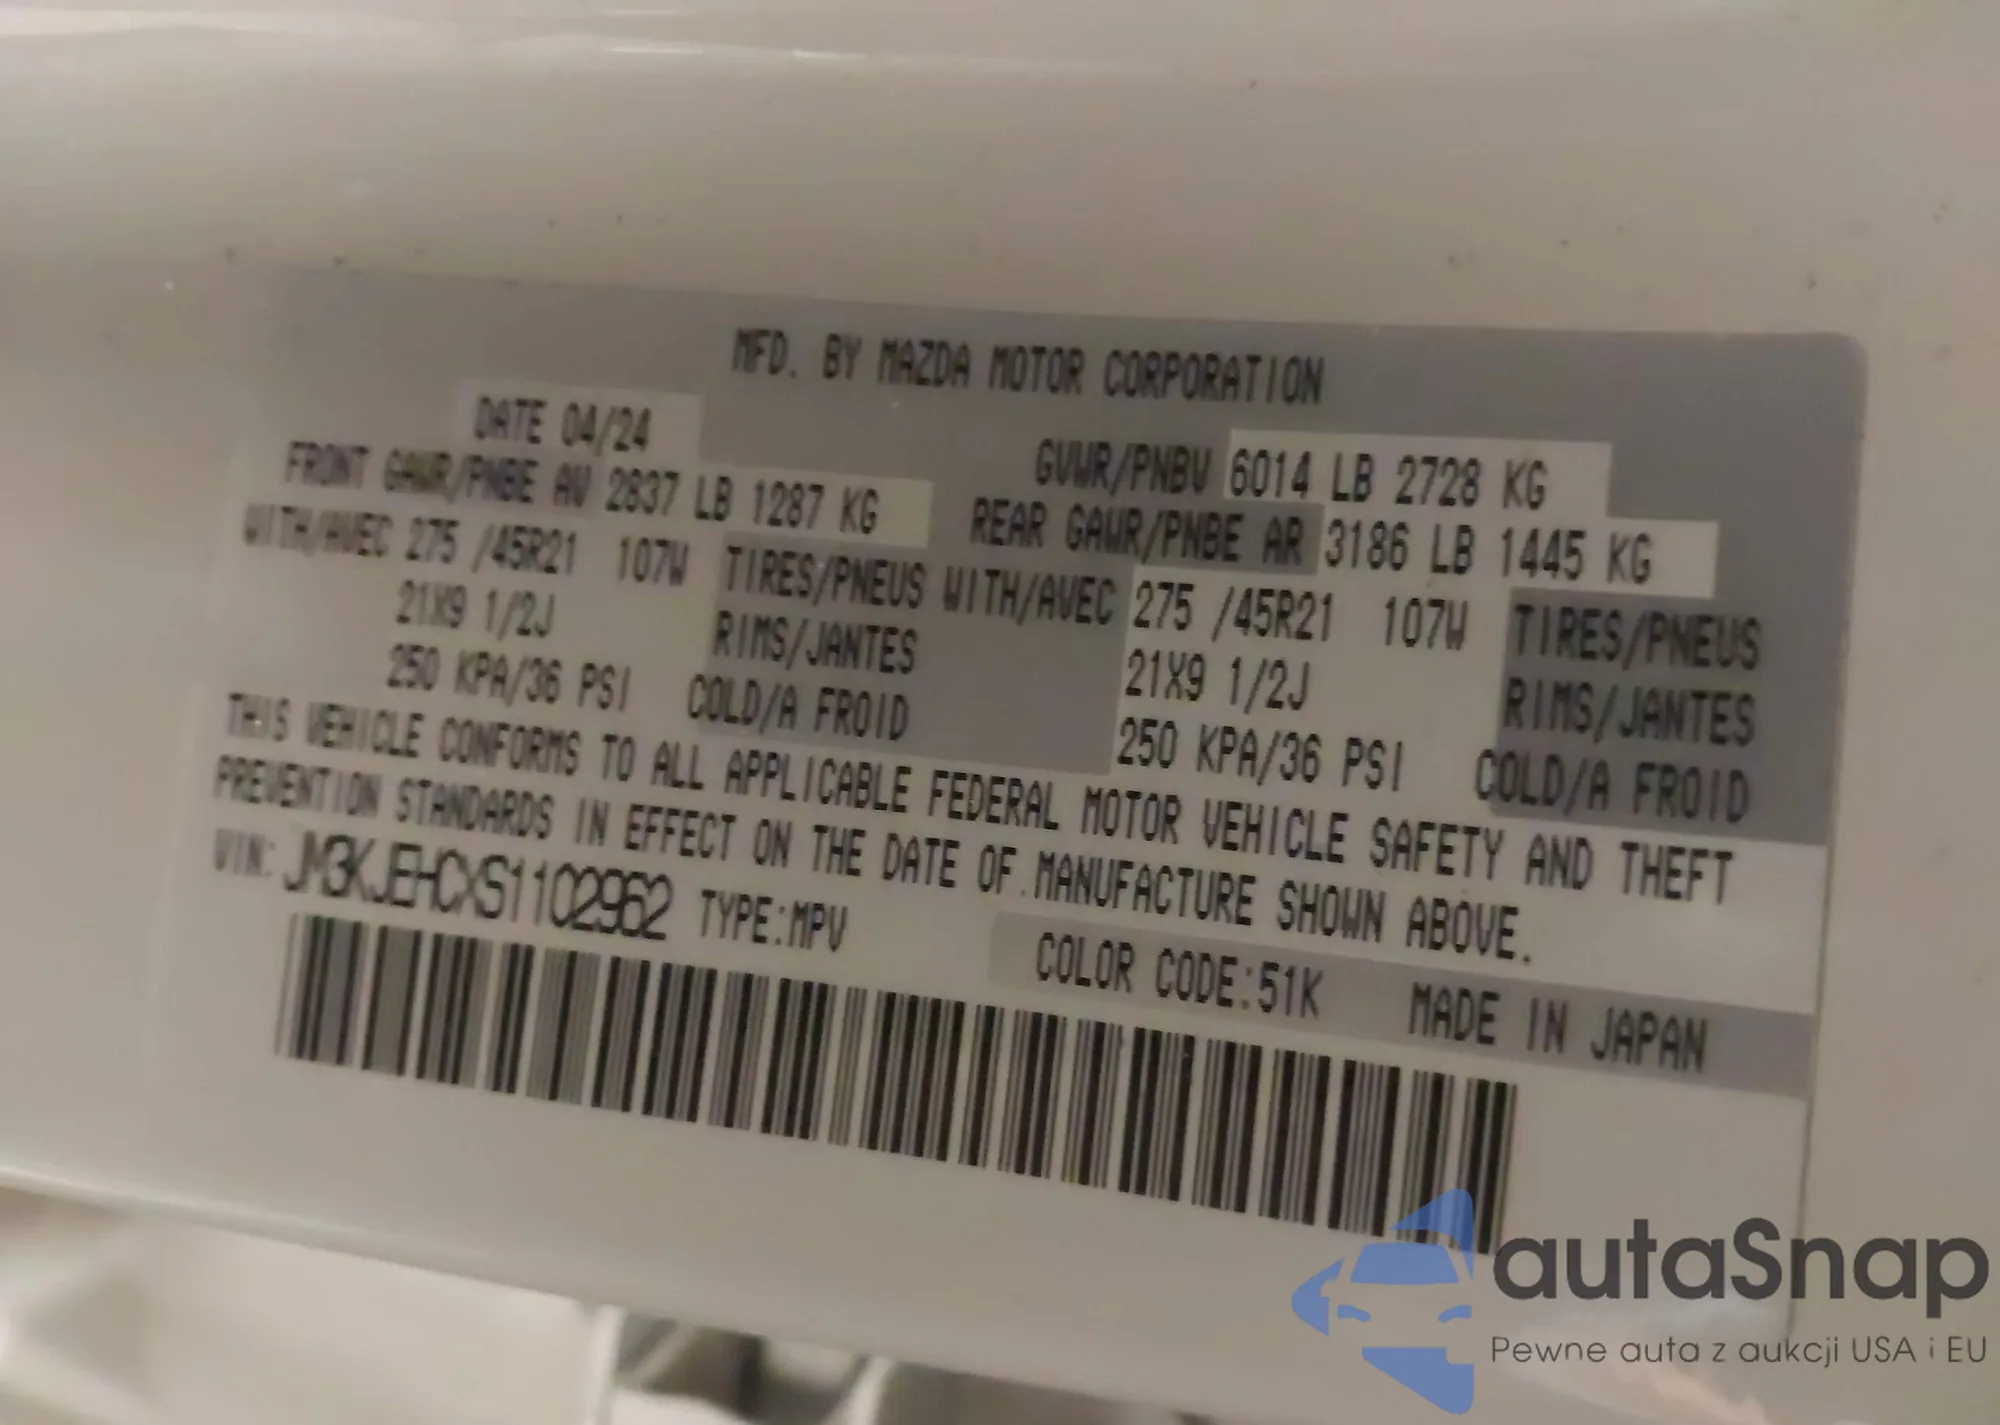 MFD. BY MAZDA MOTOR CORPORATION
DATE 04/24 GVWR/PNBV 6014 LB 2728 KG
FRONT GAWR/PNBE AV 2837 LB 1287 KG REAR GAWR/PNBE AR 3186 LB 1445 KG
WITH/AVEC 275 /45R21 107W TIRES/PNEUS WITH/AVEC 275 /45R21 107W TIRES/PNEUS
21X9 1/2J RIMS/JANTES 21X9 1/2J RIMS/JANTES
250 KPA/36 PSI COLD/A FROID 250 KPA/36 PSI COLD/A FROID
THIS VEHICLE CONFORMS TO ALL APPLICABLE FEDERAL MOTOR VEHICLE SAFETY AND THEFT
PREVENTION STANDARDS IN EFFECT ON THE DATE OF MANUFACTURE SHOWN ABOVE.
VIN: JM3KJEHCXS1102962 TYPE:MPV
COLOR CODE:51K MADE IN JAPAN
autaSnap
Pewne auta z aukcji USA i EU